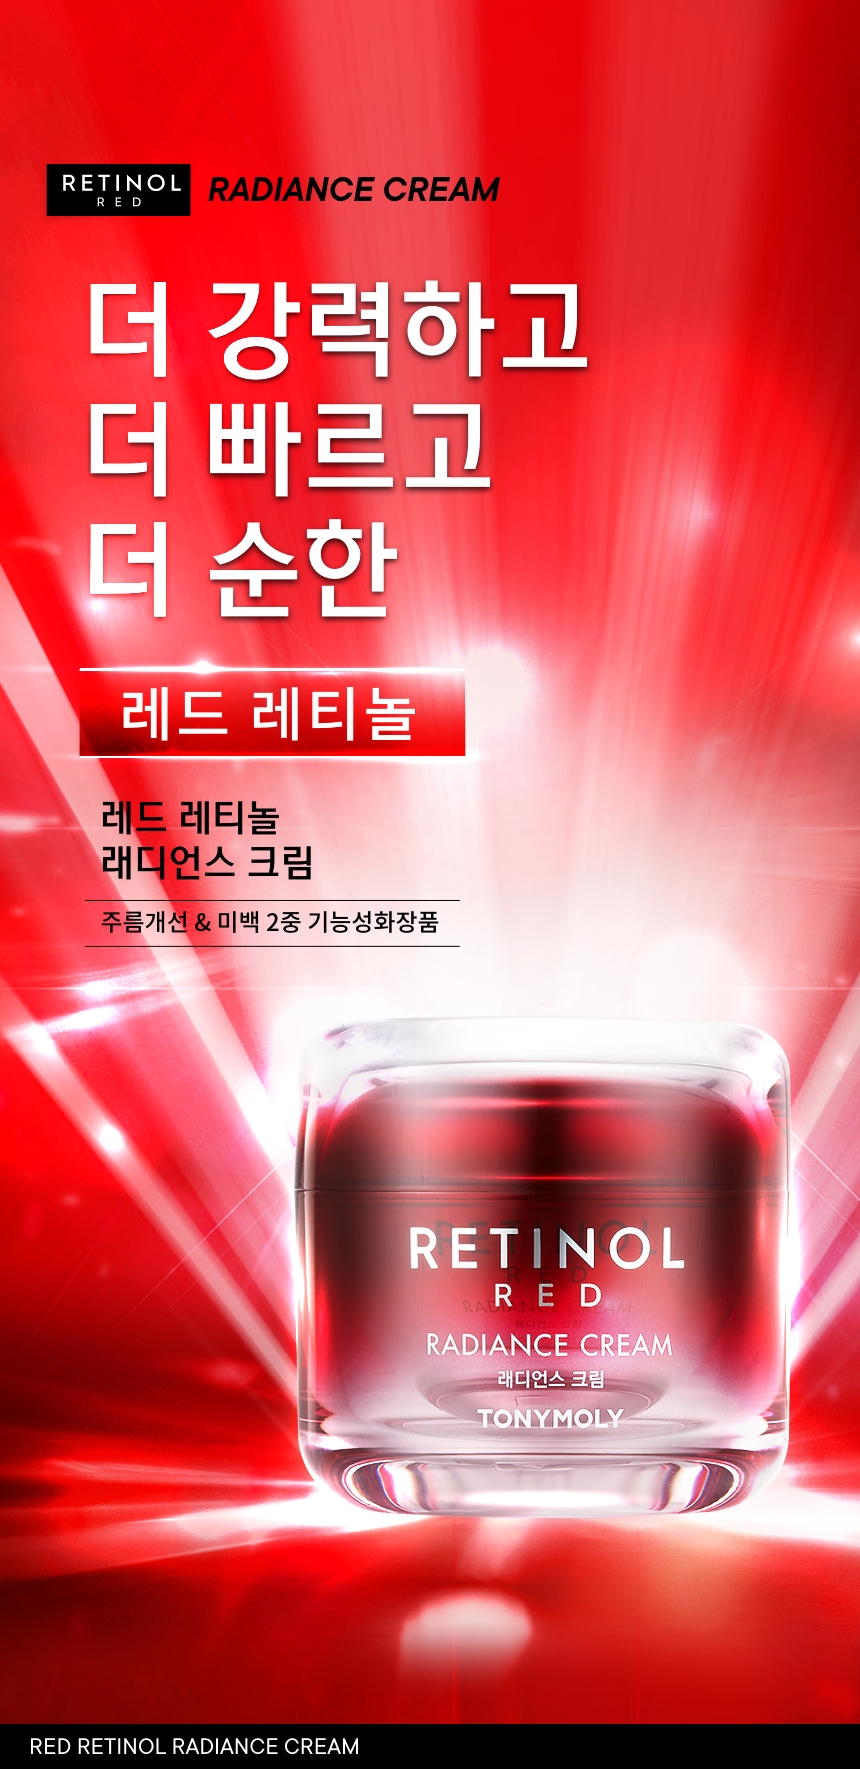 RETINOL
RED
RADIANCE CREAM
더 강력하고
더 빠르고
더 순한
레드 레티놀
레드 레티놀
래디언스 크림
주름개선 & 미백 2중 기능성화장품
RETINOL
RED
RADIANCE CREAM
래디언스 크림
TONYMOLY
RED RETINOL RADIANCE CREAM